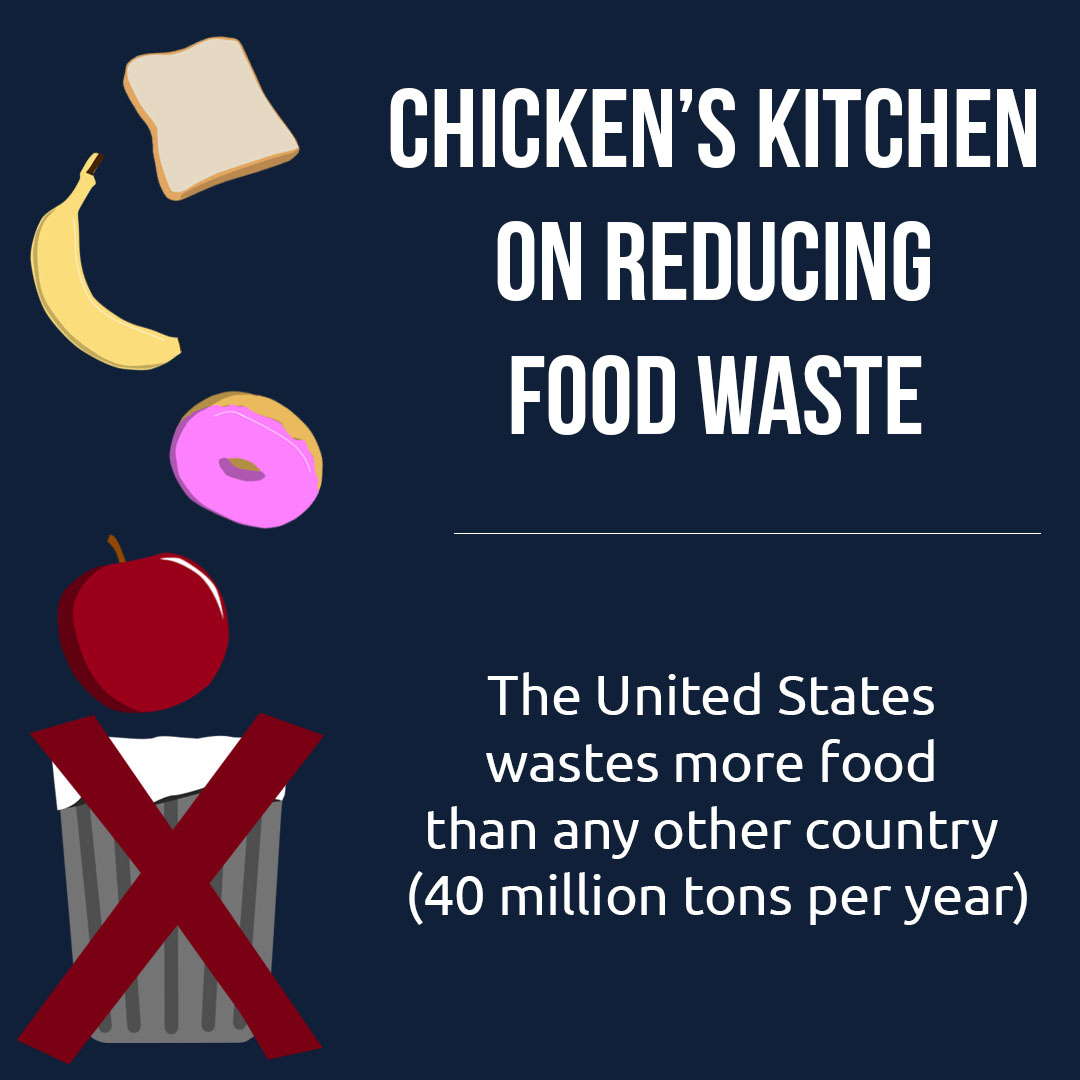 CHICKEN’S KITCHEN
ON REDUCING
FOOD WASTE
The United States
wastes more food
than any other country
(40 million tons per year)